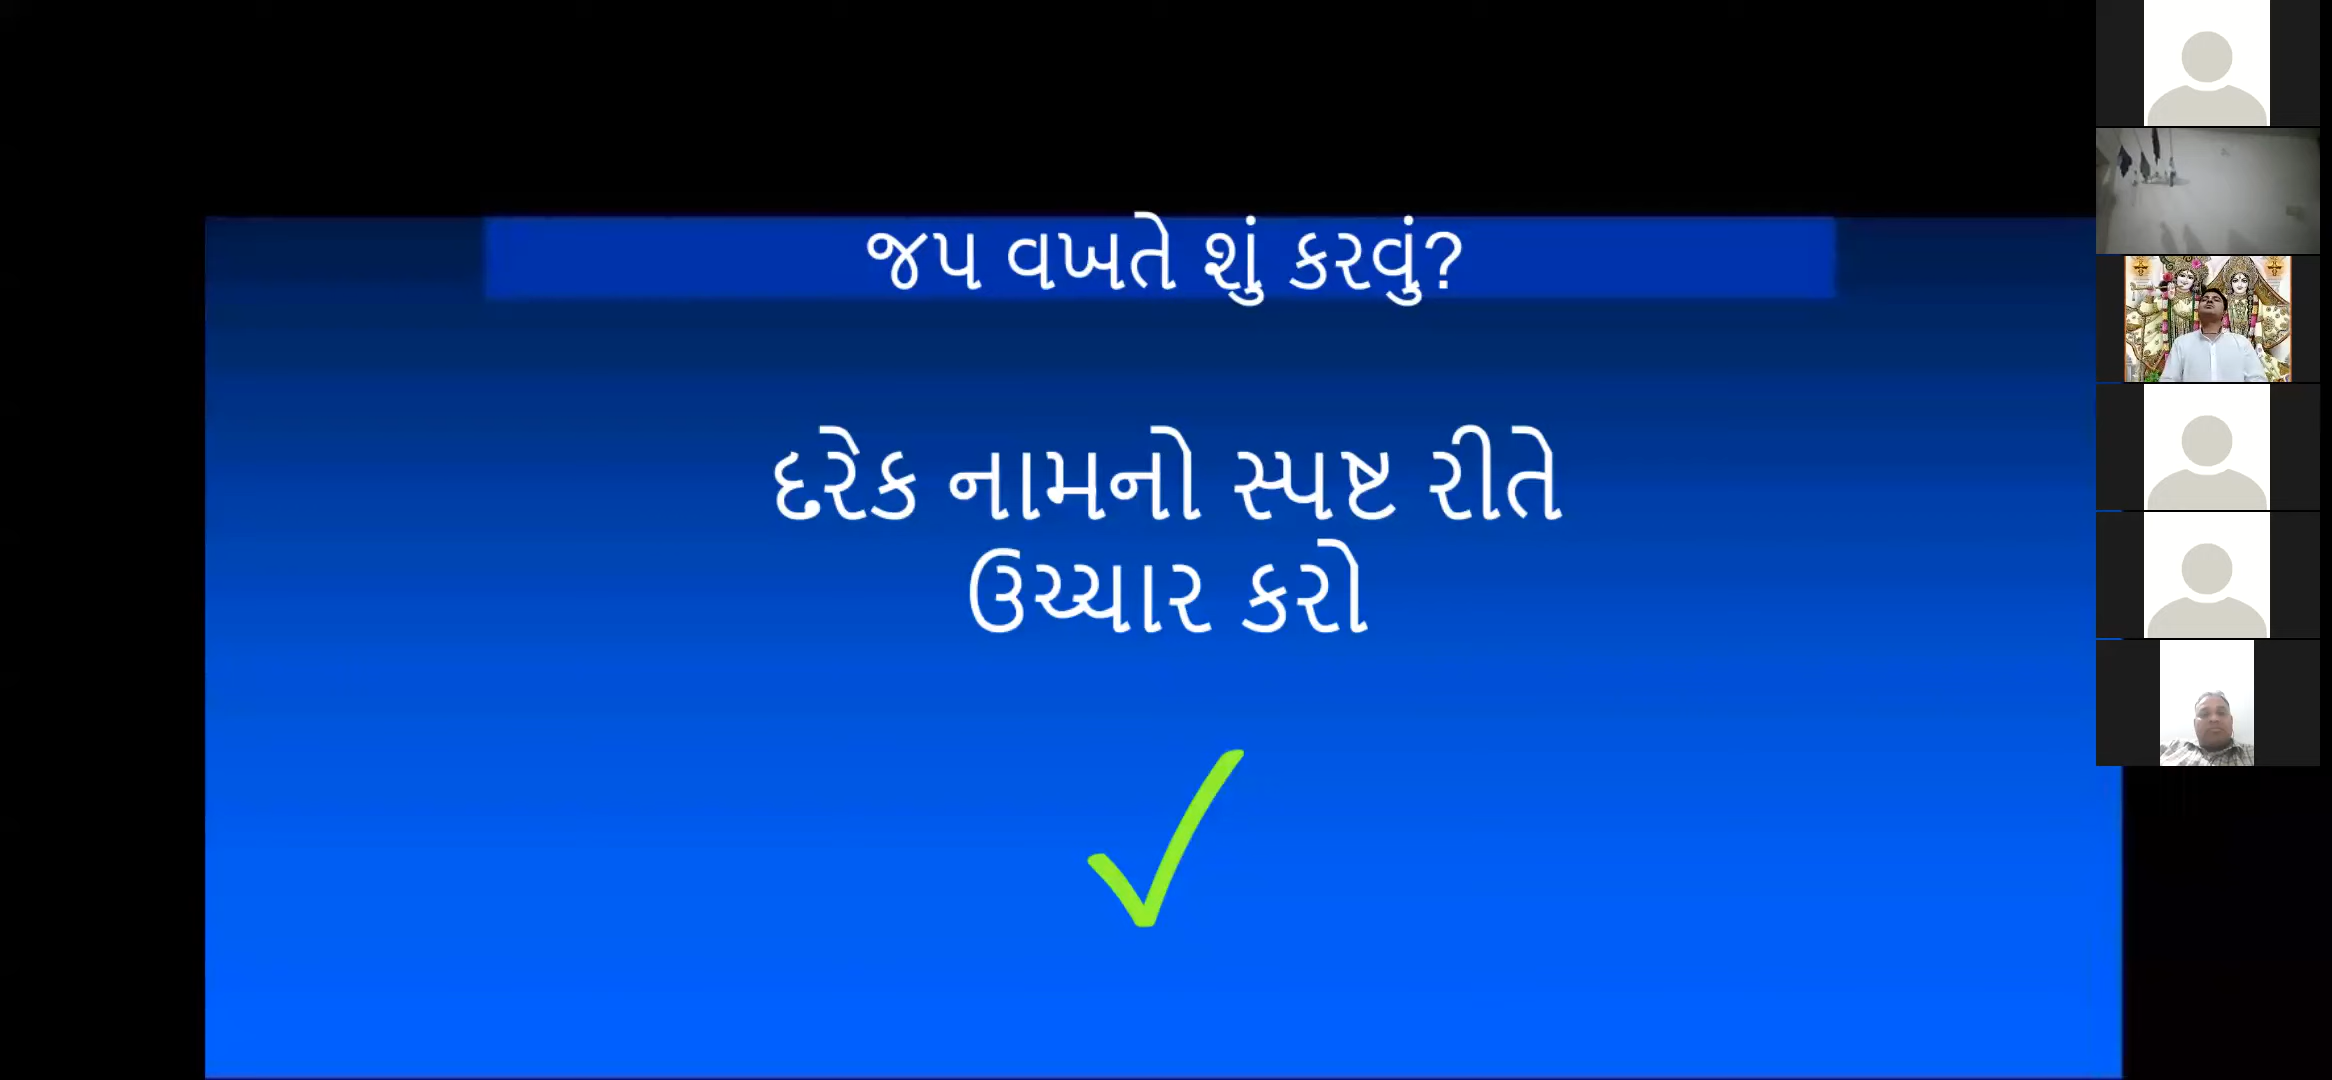 જપ વખતે શું કરવું?
દરેક નામનો સ્પષ્ટ રીતે
ઉચ્ચાર કરો